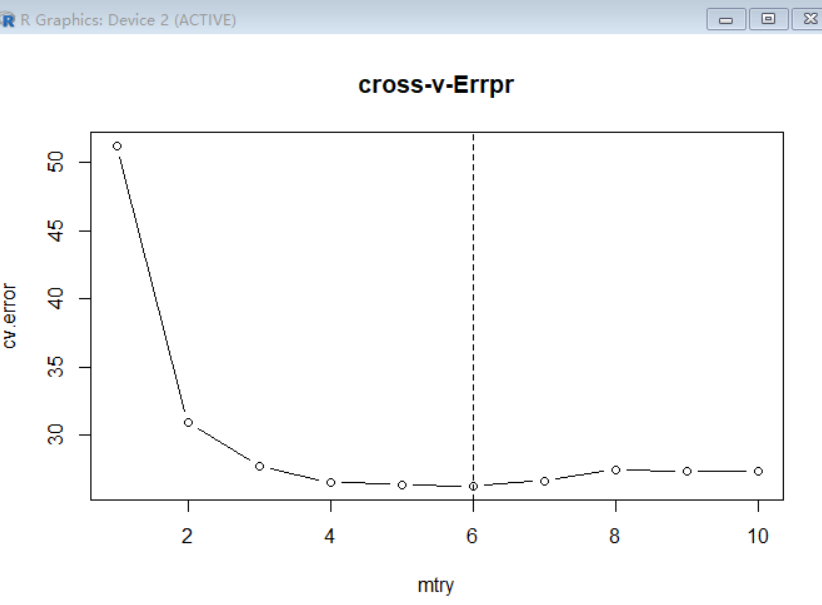 R R Graphics: Device 2 (ACTIVE)
cross-v-Errpr
50
45
40
35
30
cv.error
2 4 6 8 10
mtry